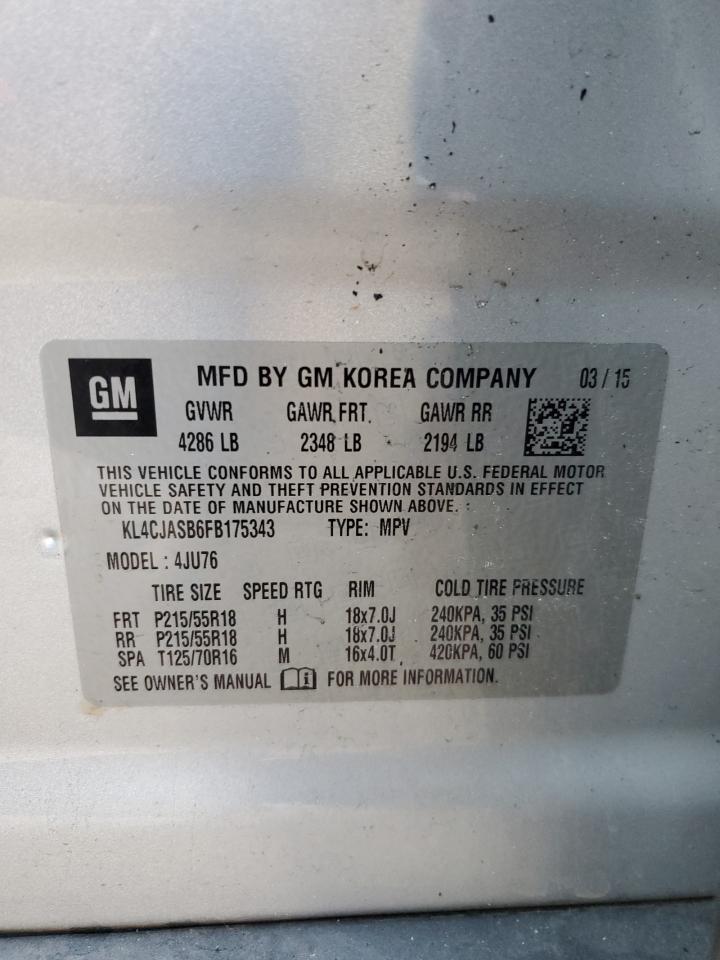 GM MFD BY GM KOREA COMPANY 03 / 15
GVWR GAWR FRT. GAWR RR
4286 LB 2348 LB 2194 LB
THIS VEHICLE CONFORMS TO ALL APPLICABLE U.S. FEDERAL MOTOR
VEHICLE SAFETY AND THEFT PREVENTION STANDARDS IN EFFECT
ON THE DATE OF MANUFACTURE SHOWN ABOVE.
KL4CJASB6FB175343 TYPE: MPV
MODEL : 4JU76
TIRE SIZE SPEED RTG RIM COLD TIRE PRESSURE
FRT P215/55R18 H 18x7.0J 240KPA, 35 PSI
RR P215/55R18 H 18x7.0J 240KPA, 35 PSI
SPA T125/70R16 M 16x4.0T 420KPA, 60 PSI
SEE OWNER'S MANUAL FOR MORE INFORMATION.